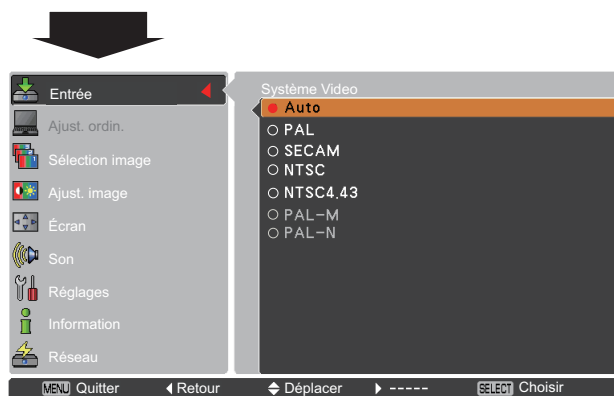 Entrée
Ajust. ordin.
Sélection image
Ajust. image
Écran
Son
Réglages
Information
Réseau
Système Video
Auto
PAL
SECAM
NTSC
NTSC4.43
PAL-M
PAL-N
MENU Quitter Retour Déplacer ----- SELECT Choisir